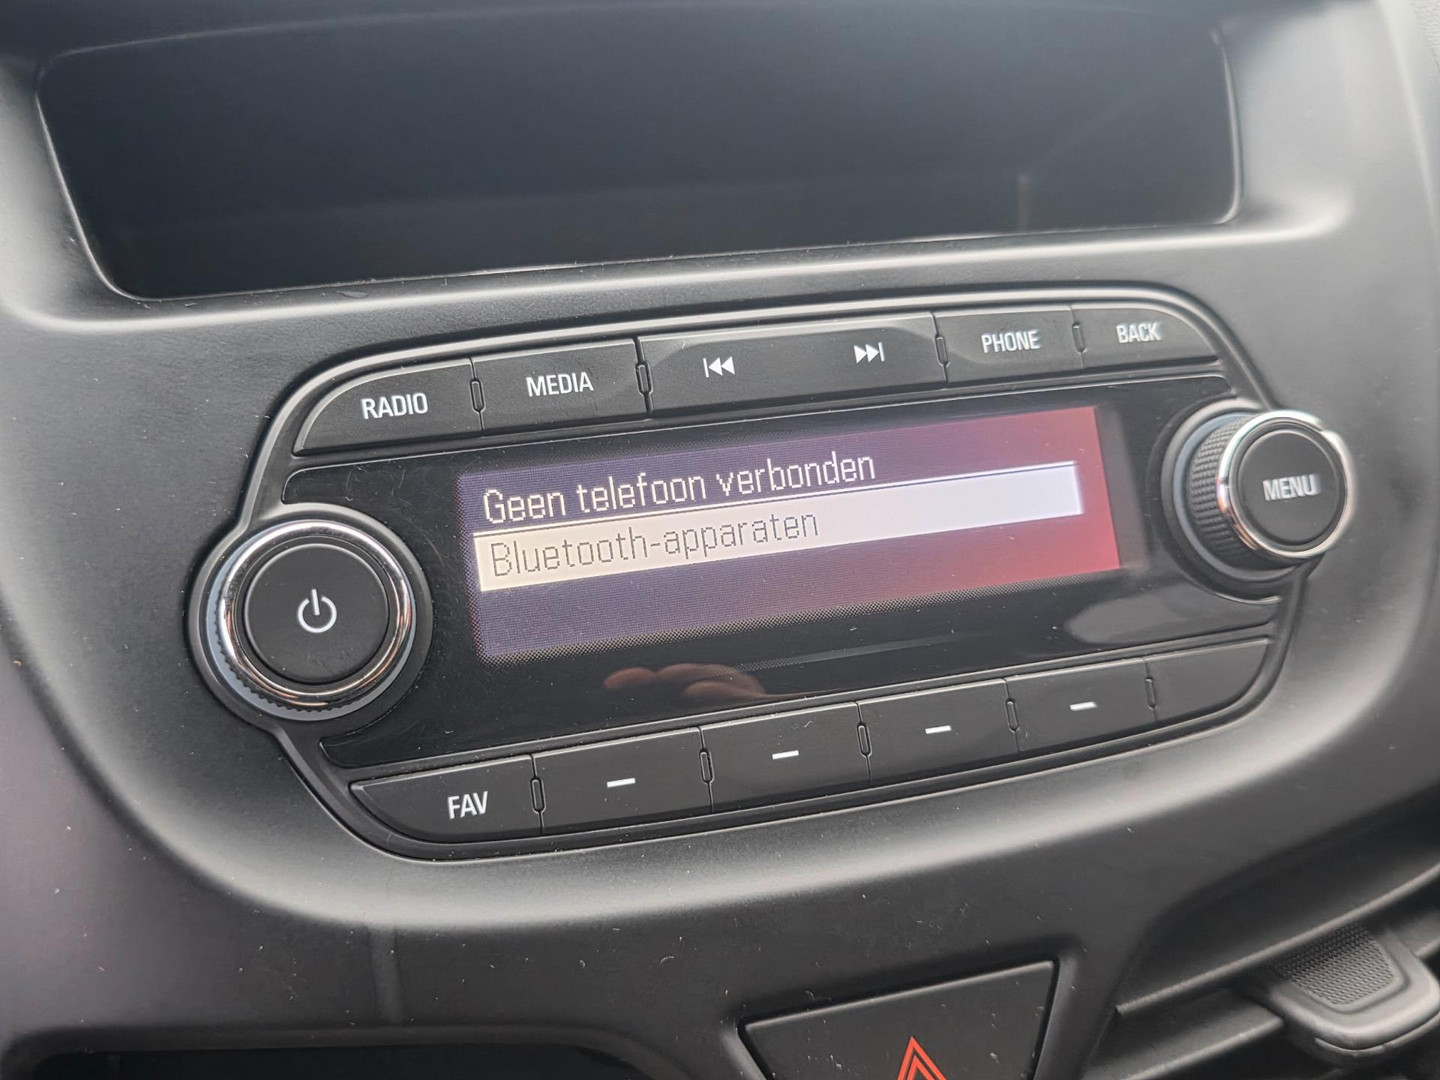 RADIO
MEDIA
PHONE
BACK
Geen telefoon verbonden
Bluetooth-apparaten
MENU
FAV